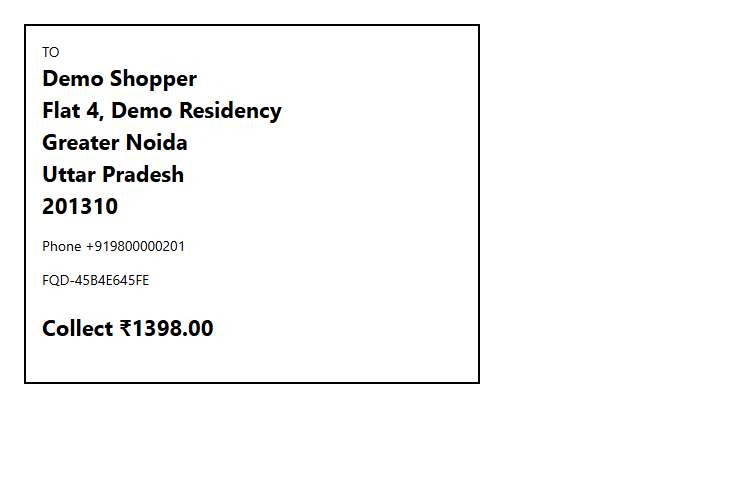 TO
Demo Shopper
Flat 4, Demo Residency
Greater Noida
Uttar Pradesh
201310
Phone +919800000201
FQD-45B4E645FE
Collect ₹1398.00